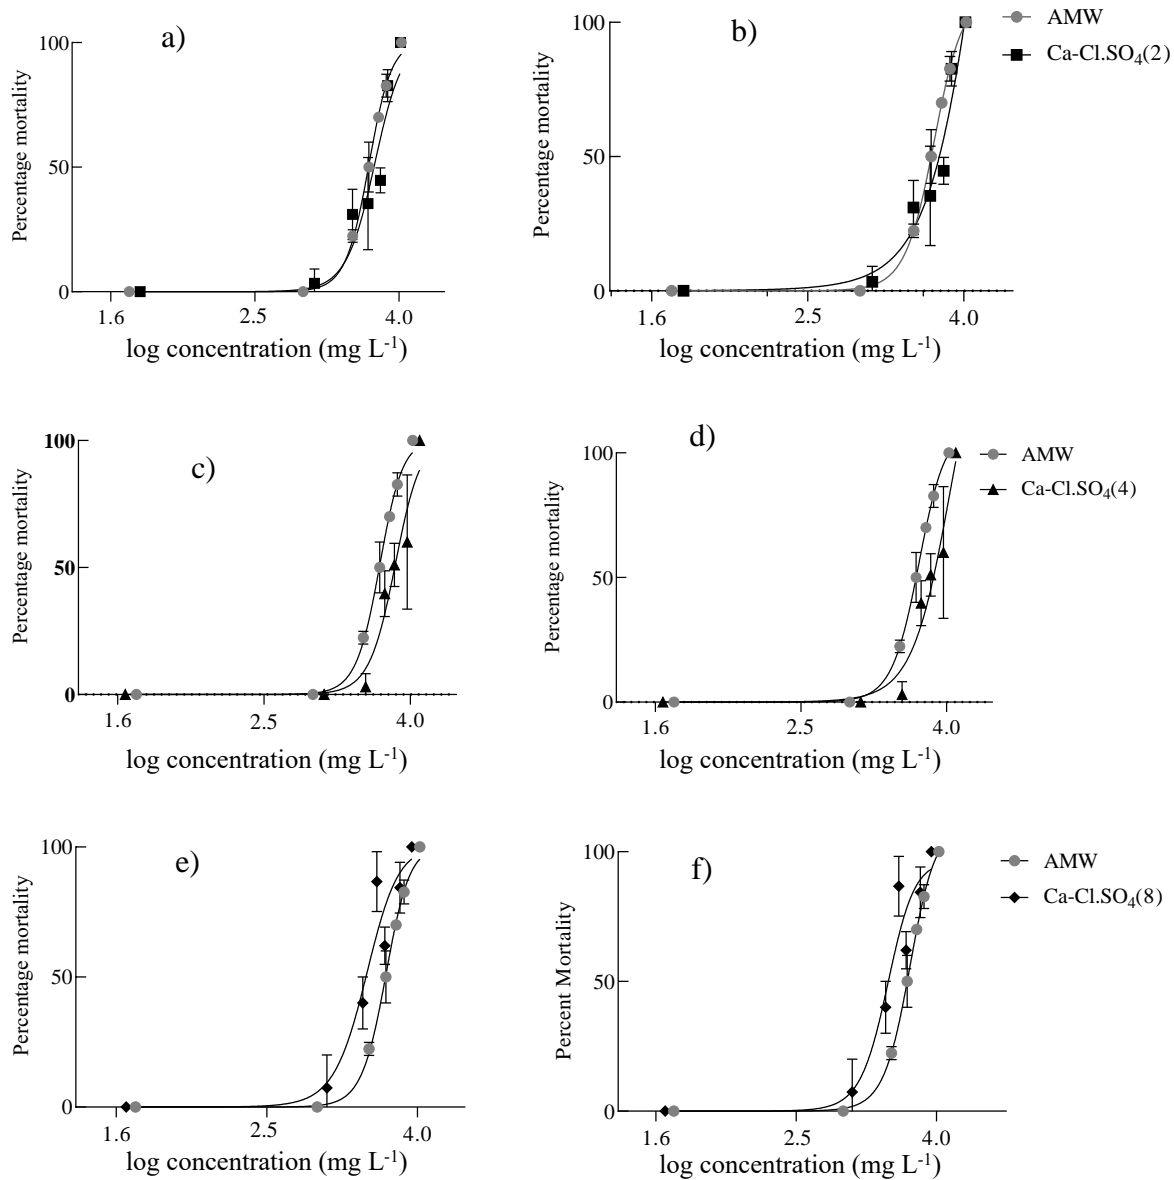 a)
100
50
0
Percentage mortality
1.6
2.5
4.0
log concentration (mg L⁻¹)
b)
100
50
0
Percentage mortality
1.6
2.5
4.0
log concentration (mg L⁻¹)
AMW
Ca-Cl.SO₄(2)
c)
100
50
0
Percentage mortality
1.6
2.5
4.0
log concentration (mg L⁻¹)
d)
100
50
0
Percentage mortality
1.6
2.5
4.0
log concentration (mg L⁻¹)
AMW
Ca-Cl.SO₄(4)
e)
100
50
0
Percentage mortality
1.6
2.5
4.0
log concentration (mg L⁻¹)
f)
100
50
0
Percent Mortality
1.6
2.5
4.0
log concentration (mg L⁻¹)
AMW
Ca-Cl.SO₄(8)